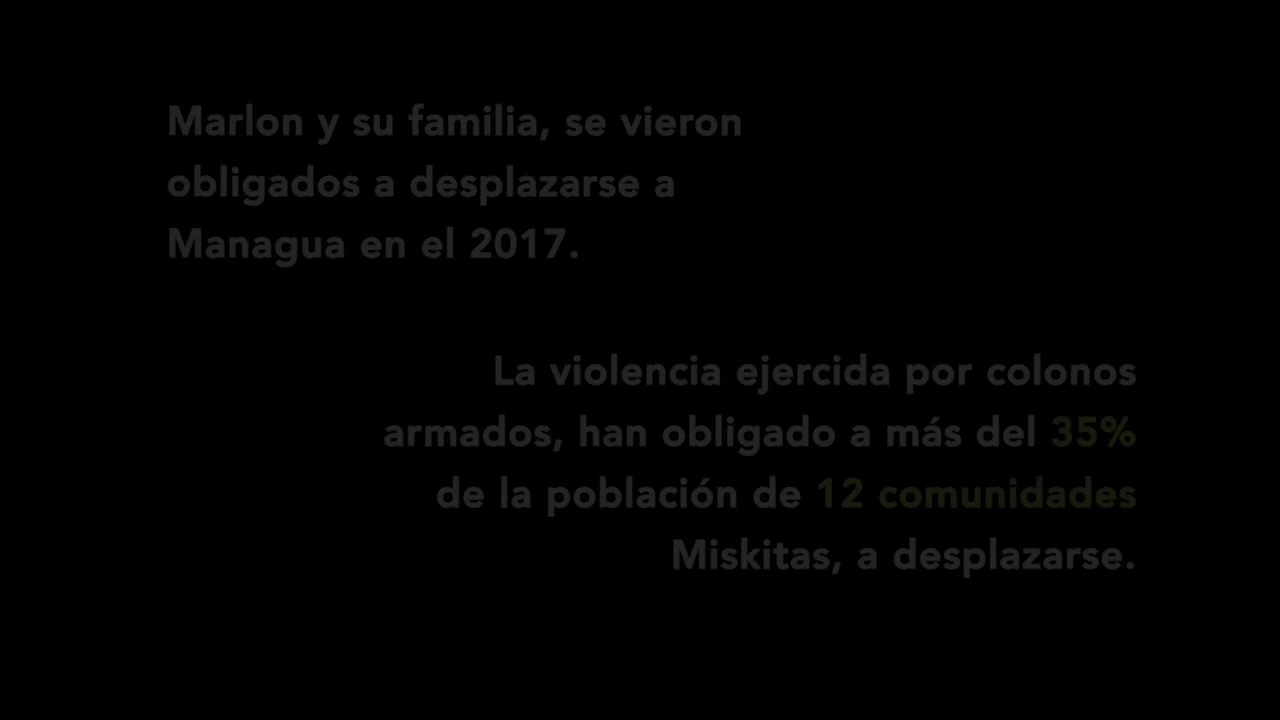 Marlon y su familia, se vieron
obligados a desplazarse a
Managua en el 2017.
La violencia ejercida por colonos
armados, han obligado a más del 35%
de la población de 12 comunidades
Miskitas, a desplazarse.